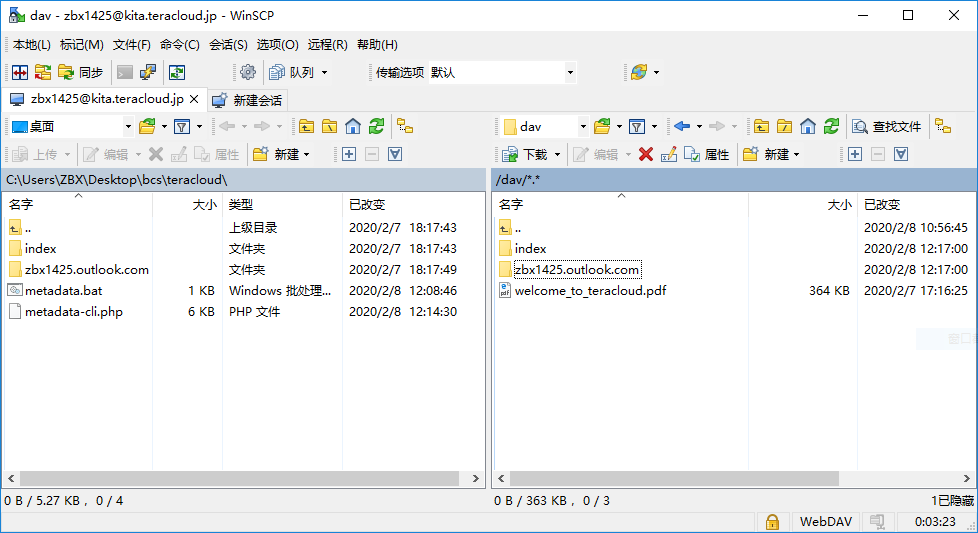 dav - zbx1425@kita.teracloud.jp - WinSCP
本地(L) 标记(M) 文件(F) 命令(C) 会话(S) 选项(O) 远程(R) 帮助(H)
同步 队列 传输选项 默认
zbx1425@kita.teracloud.jp × 新建会话
桌面
dav 查找文件
上传 编辑 属性 新建
下载 编辑 属性 新建
C:\Users\ZBX\Desktop\bcs\teracloud\
名字 大小 类型 已改变
.. 上级目录 2020/2/7 18:17:43
index 文件夹 2020/2/7 18:17:43
zbx1425.outlook.com 文件夹 2020/2/7 18:17:49
metadata.bat 1 KB Windows 批处理... 2020/2/8 12:08:46
metadata-cli.php 6 KB PHP 文件 2020/2/8 12:14:30
0 B / 5.27 KB, 0 / 4
/dav/*.*
名字 大小 已改变
.. 2020/2/8 10:56:45
index 2020/2/8 12:17:00
zbx1425.outlook.com 2020/2/8 12:17:00
welcome_to_teracloud.pdf 364 KB 2020/2/7 17:16:25
窗口
0 B / 363 KB, 0 / 3 1已隐藏
WebDAV 0:03:23